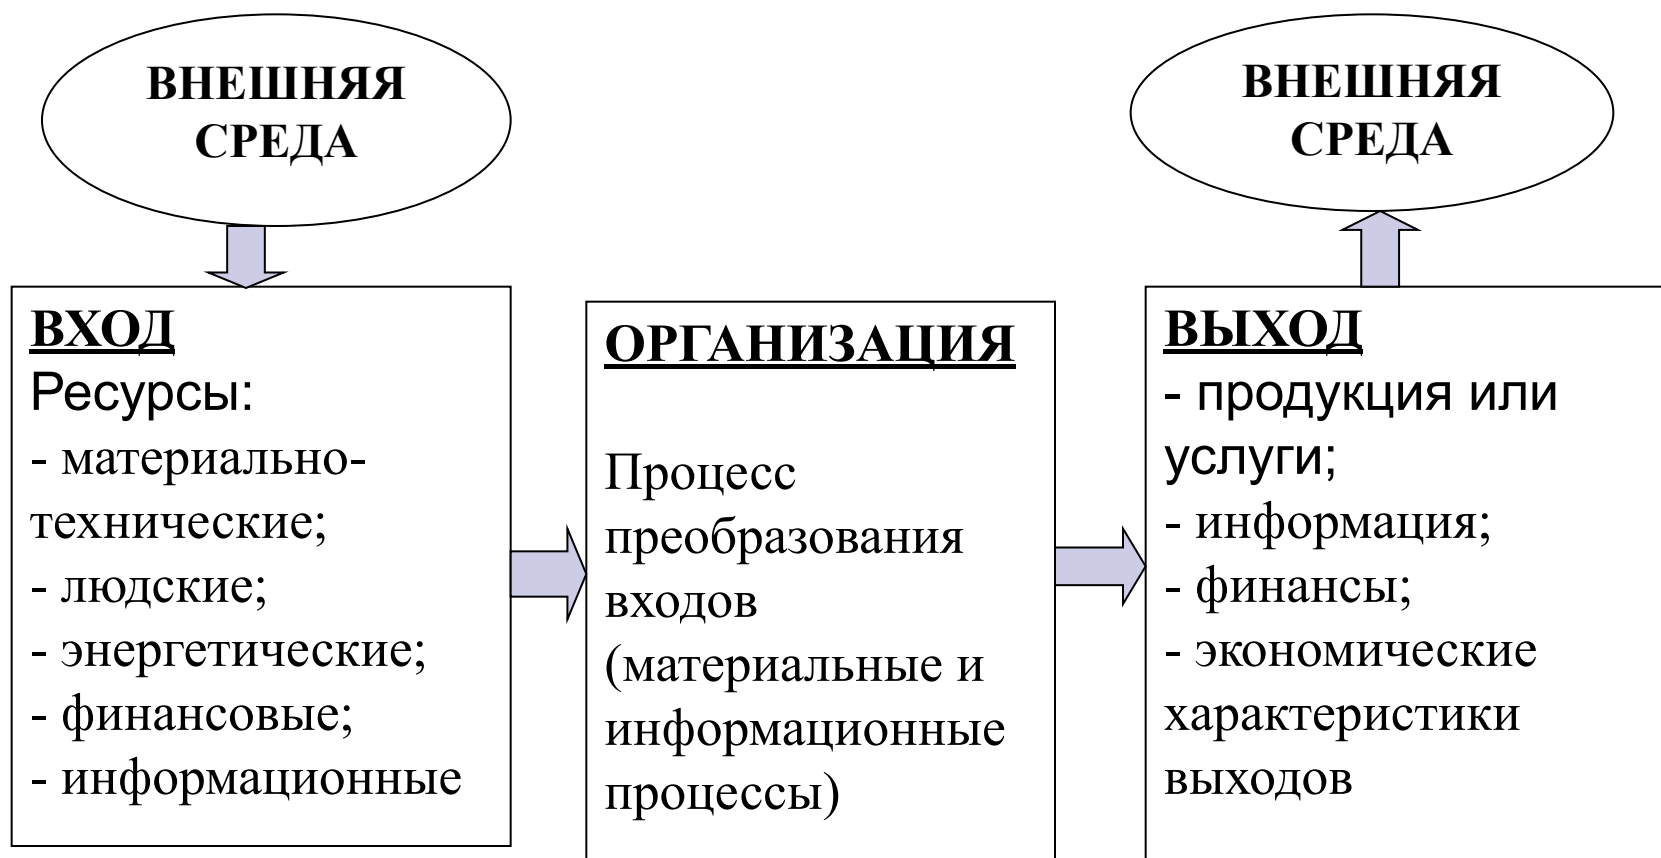 ВНЕШНЯЯ
СРЕДА
ВНЕШНЯЯ
СРЕДА
ВХОД
Ресурсы:
- материально-
технические;
- людские;
- энергетические;
- финансовые;
- информационные
ОРГАНИЗАЦИЯ
Процесс
преобразования
входов
(материальные и
информационные
процессы)
ВЫХОД
- продукция или
услуги;
- информация;
- финансы;
- экономические
характеристики
выходов